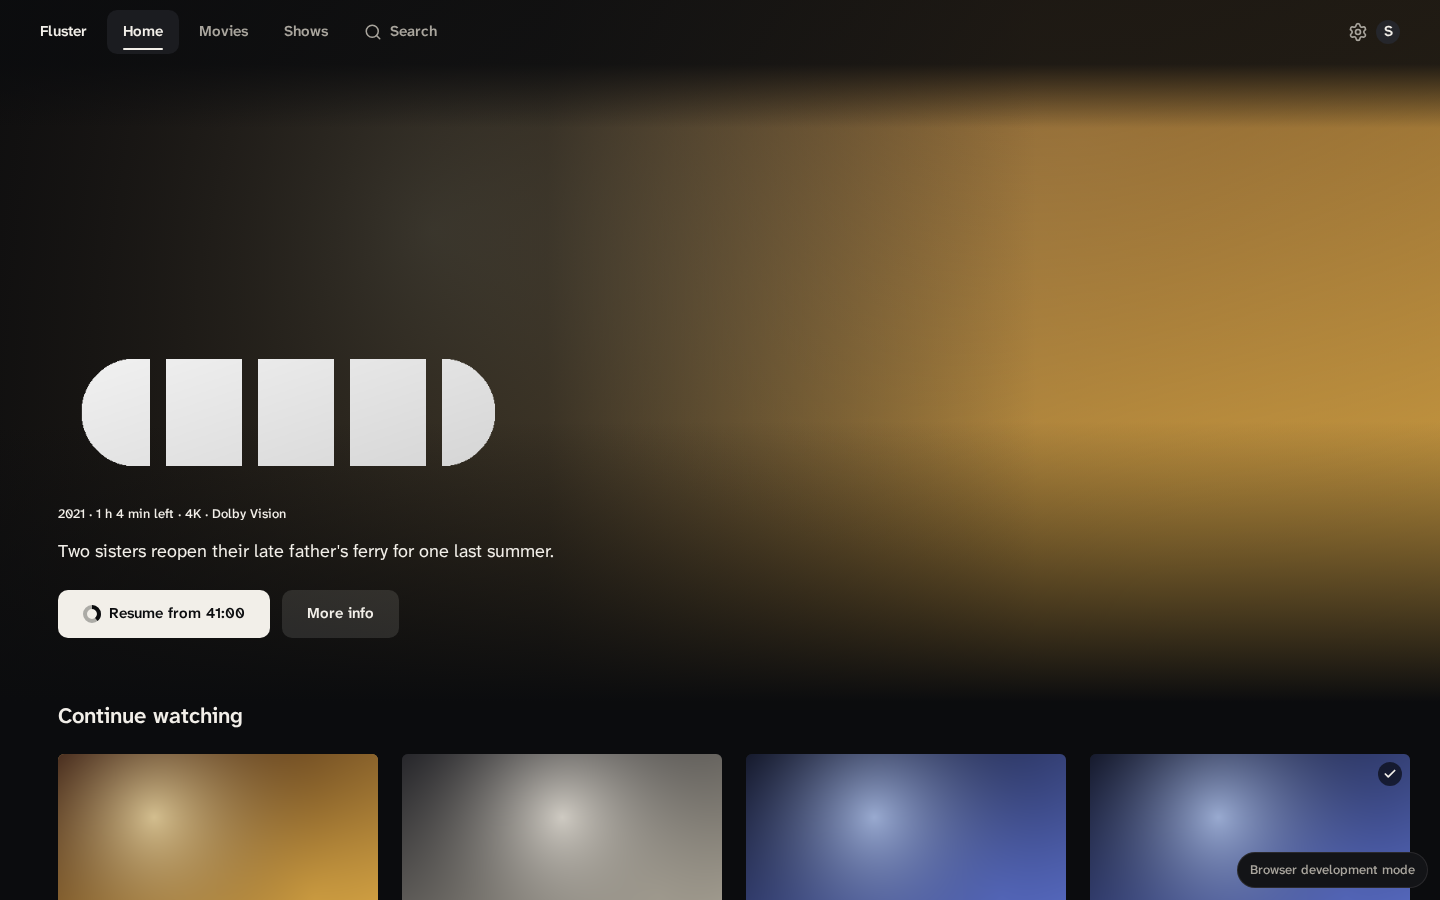 Fluster
Home
Movies
Shows
Search
S
2021 · 1 h 4 min left · 4K · Dolby Vision
Two sisters reopen their late father's ferry for one last summer.
Resume from 41:00
More info
Continue watching
Browser development mode